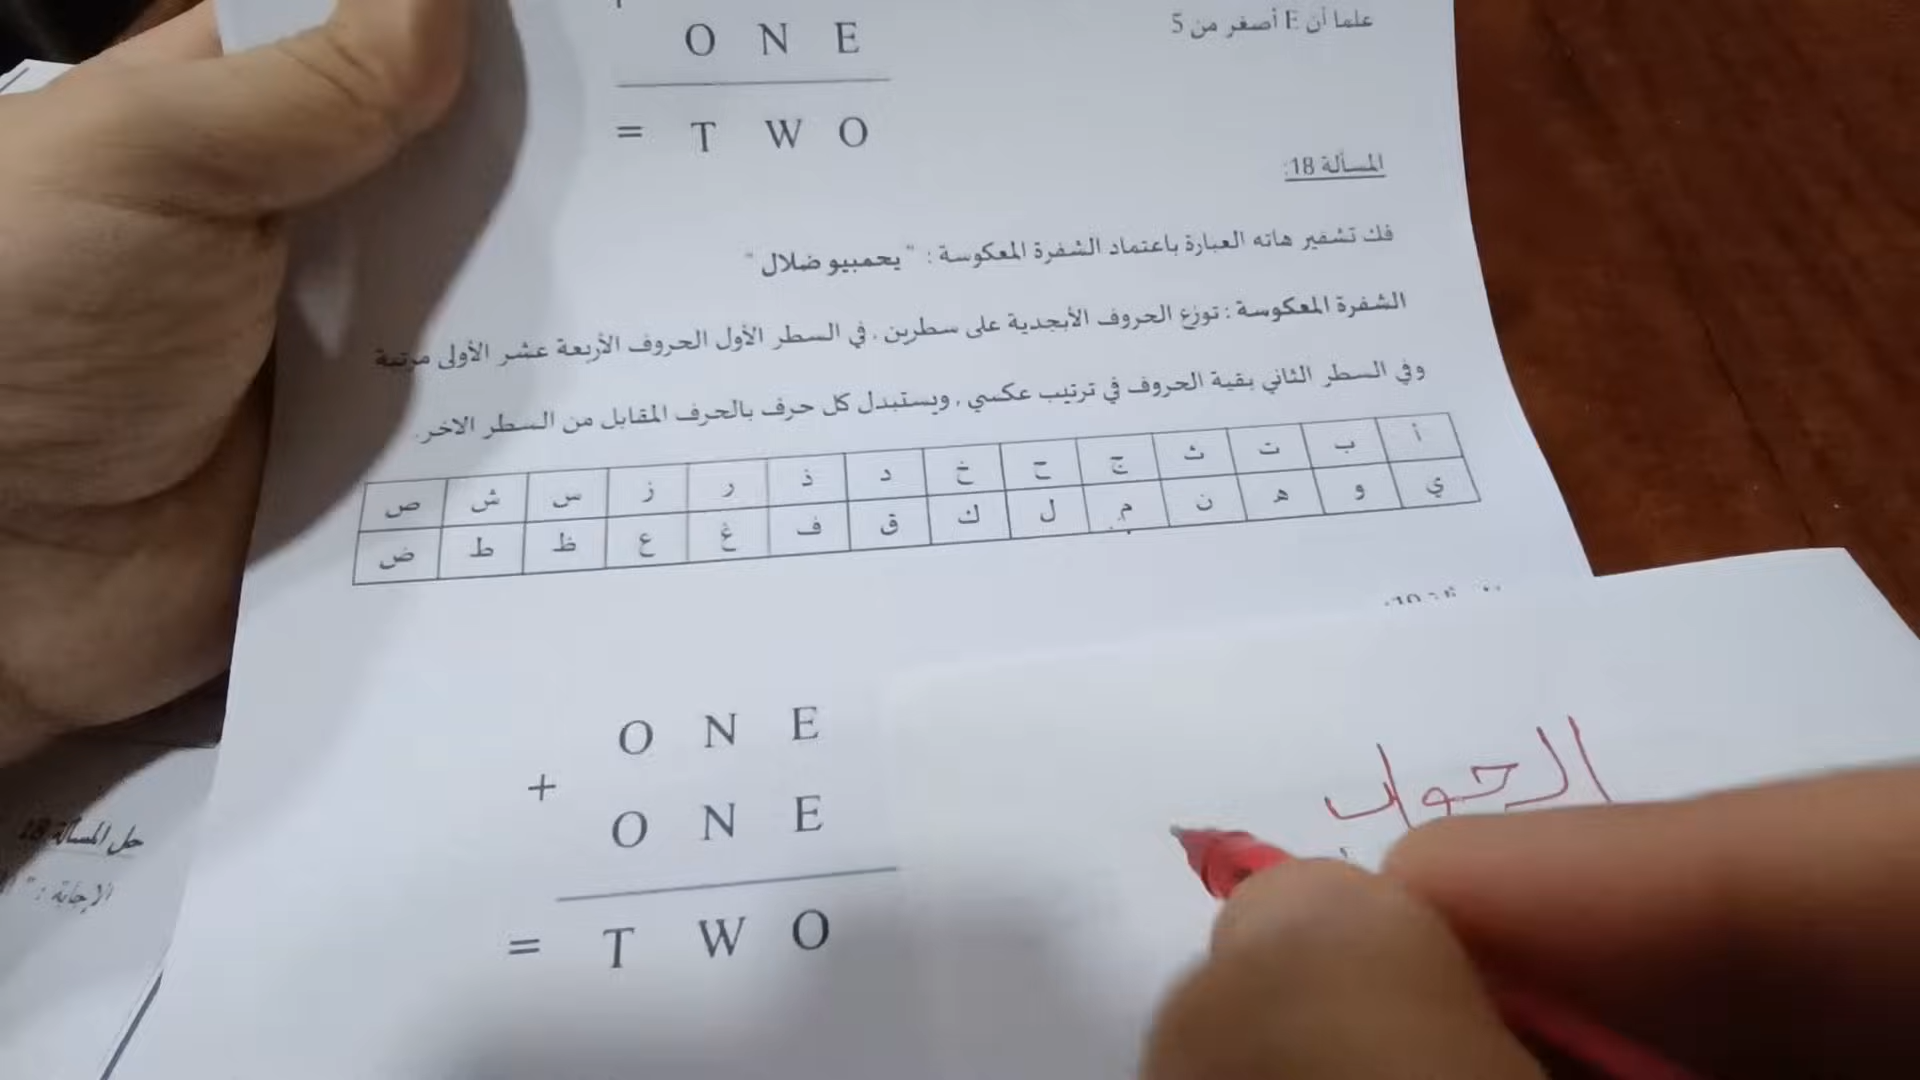 O N E
علما أن E أصغر من 5
= T W O
المسألة 18:
فك تشفير هاته العبارة باعتماد الشفرة المعكوسة : " يحمبيو ضلال "
الشفرة المعكوسة : توزع الحروف الأبجدية على سطرين . في السطر الأول الحروف الأربعة عشر الأولى مرتبة
وفي السطر الثاني بقية الحروف في ترتيب عكسي . ويستبدل كل حرف بالحرف المقابل من السطر الاخر.
أ ب ت ث ج ح خ د ذ ر ز س ش ص
ي و ه ن م ل ك ق ف غ ع ظ ط ض
O N E
+
O N E
= T W O
الجواب
حل المسألة 18
الإجابة : "